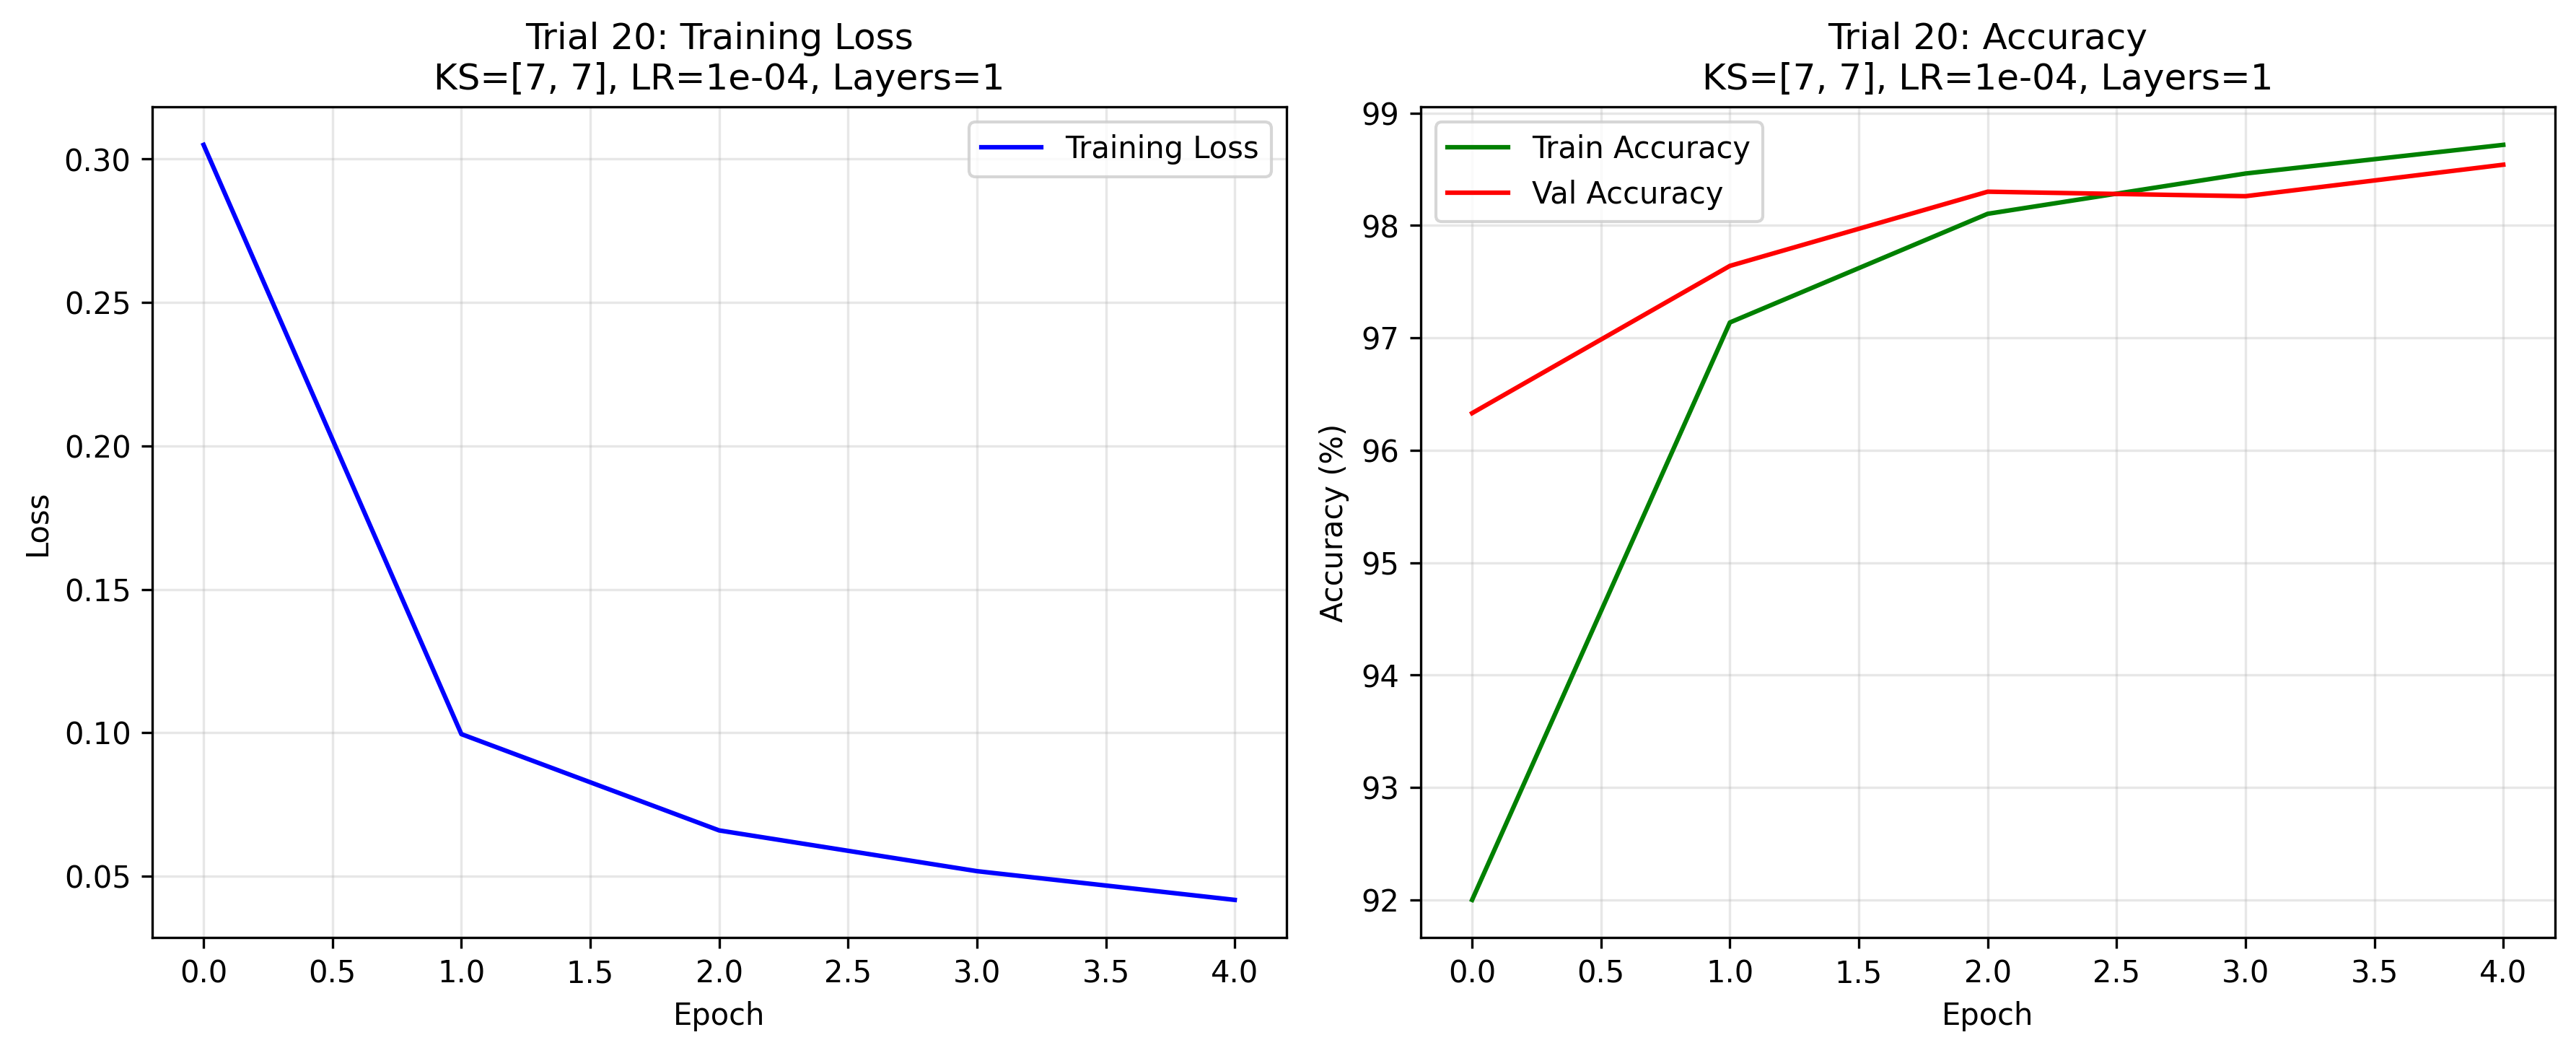 Trial 20: Training Loss
KS=[7, 7], LR=1e-04, Layers=1
Training Loss
0.30
0.25
0.20
0.15
0.10
0.05
Loss
0.0 0.5 1.0 1.5 2.0 2.5 3.0 3.5 4.0
Epoch
Trial 20: Accuracy
KS=[7, 7], LR=1e-04, Layers=1
Train Accuracy
Val Accuracy
99
98
97
96
95
94
93
92
Accuracy (%)
0.0 0.5 1.0 1.5 2.0 2.5 3.0 3.5 4.0
Epoch